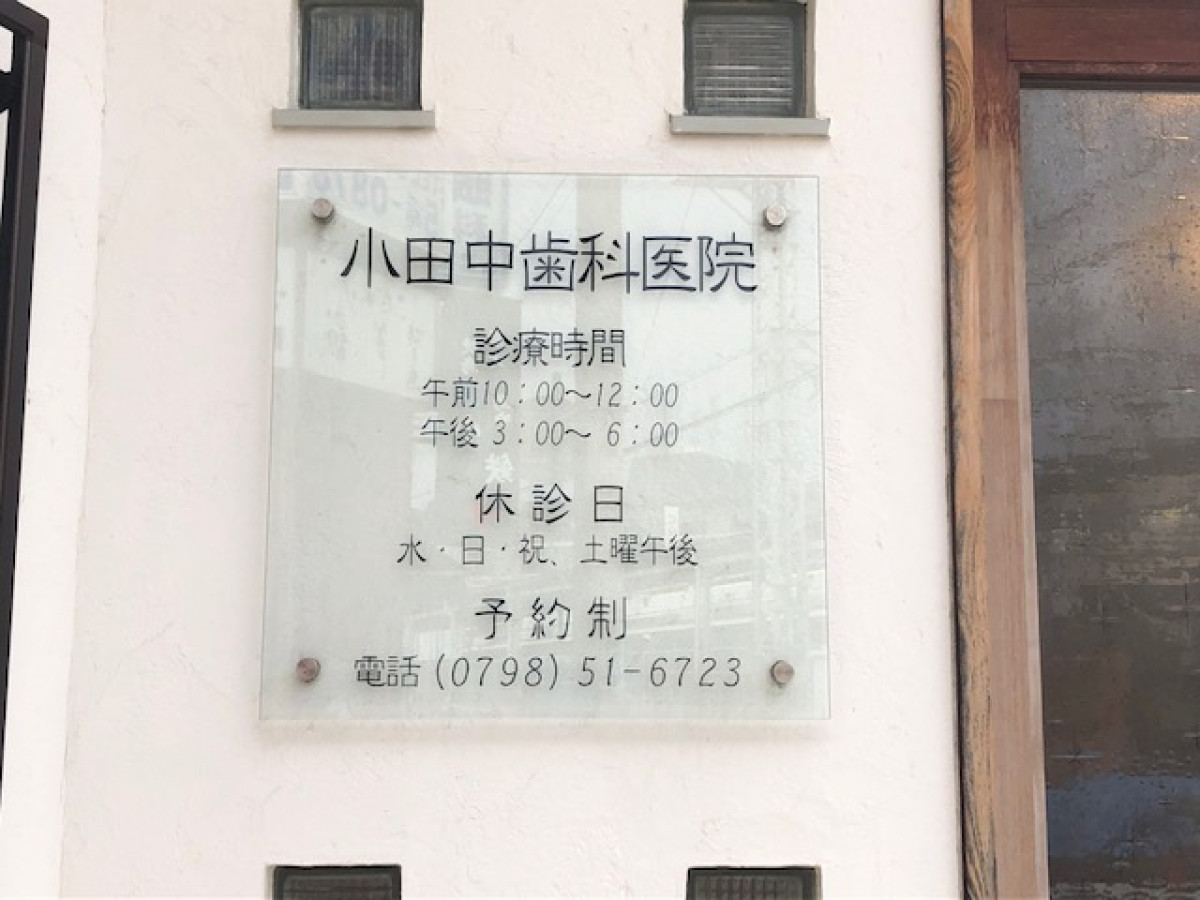 小田中歯科医院
診療時間
午前10:00〜12:00
午後 3:00〜 6:00
休診日
水・日・祝、土曜午後
予約制
電話(0798)51-6723